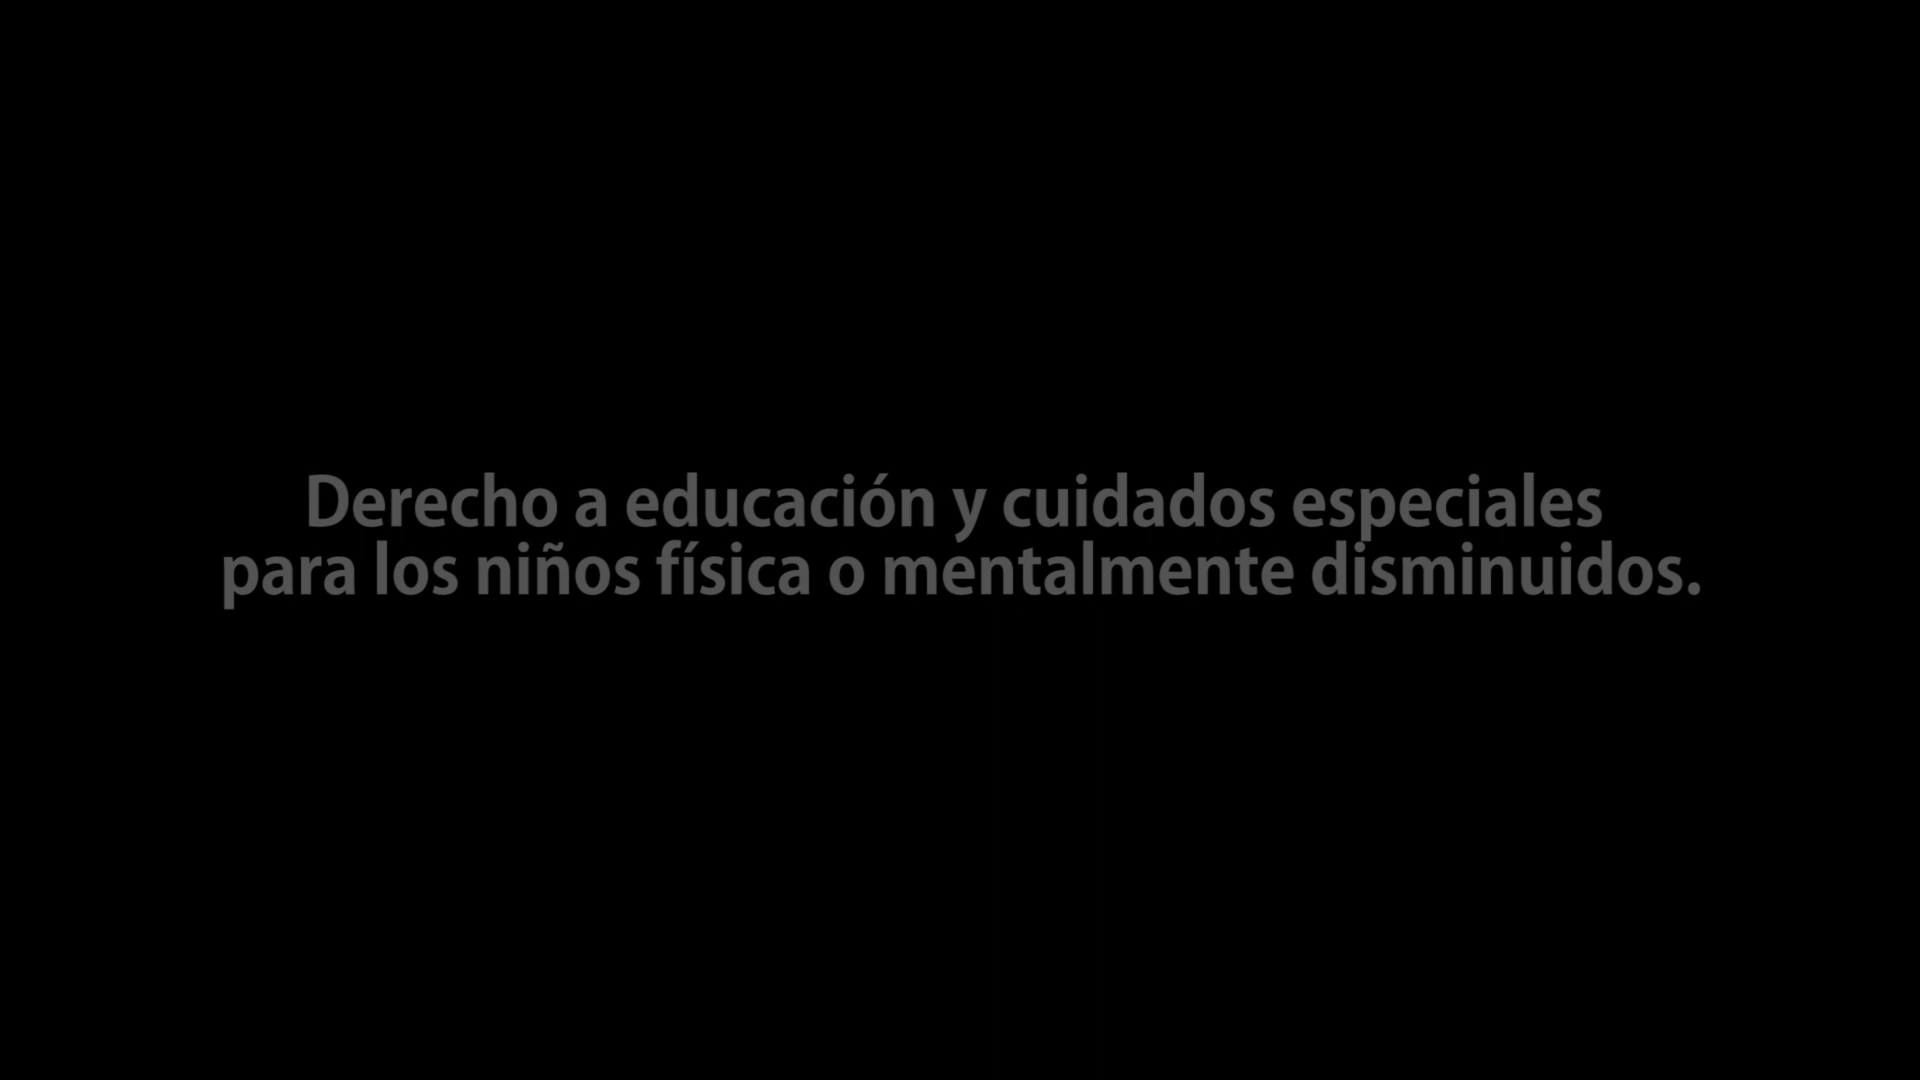 Derecho a educación y cuidados especiales
para los niños física o mentalmente disminuidos.